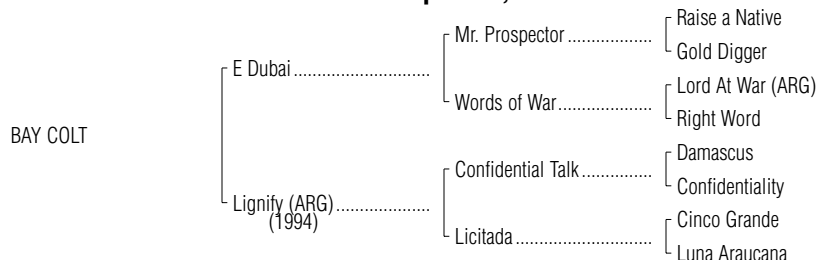 Raise a Native
Mr. Prospector
Gold Digger
E Dubai
Lord At War (ARG)
Words of War
Right Word
BAY COLT
Damascus
Confidential Talk
Confidentiality
Lignify (ARG)
(1994)
Cinco Grande
Licitada
Luna Araucana